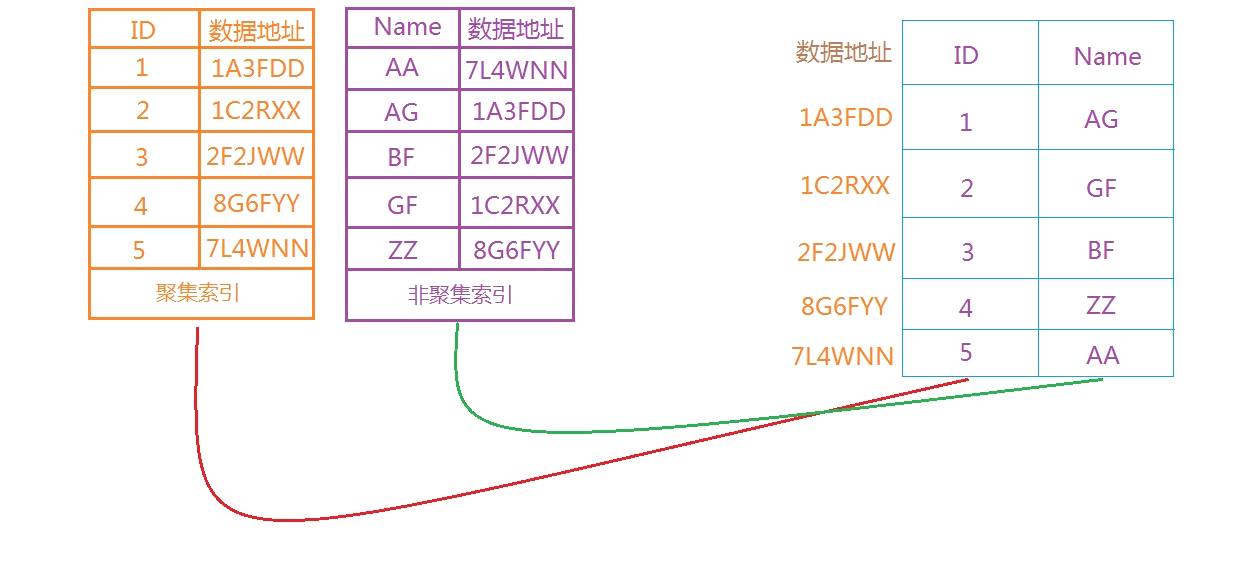 ID 数据地址
1 1A3FDD
2 1C2RXX
3 2F2JWW
4 8G6FYY
5 7L4WNN
聚集索引
Name 数据地址
AA 7L4WNN
AG 1A3FDD
BF 2F2JWW
GF 1C2RXX
ZZ 8G6FYY
非聚集索引
数据地址 ID Name
1A3FDD 1 AG
1C2RXX 2 GF
2F2JWW 3 BF
8G6FYY 4 ZZ
7L4WNN 5 AA